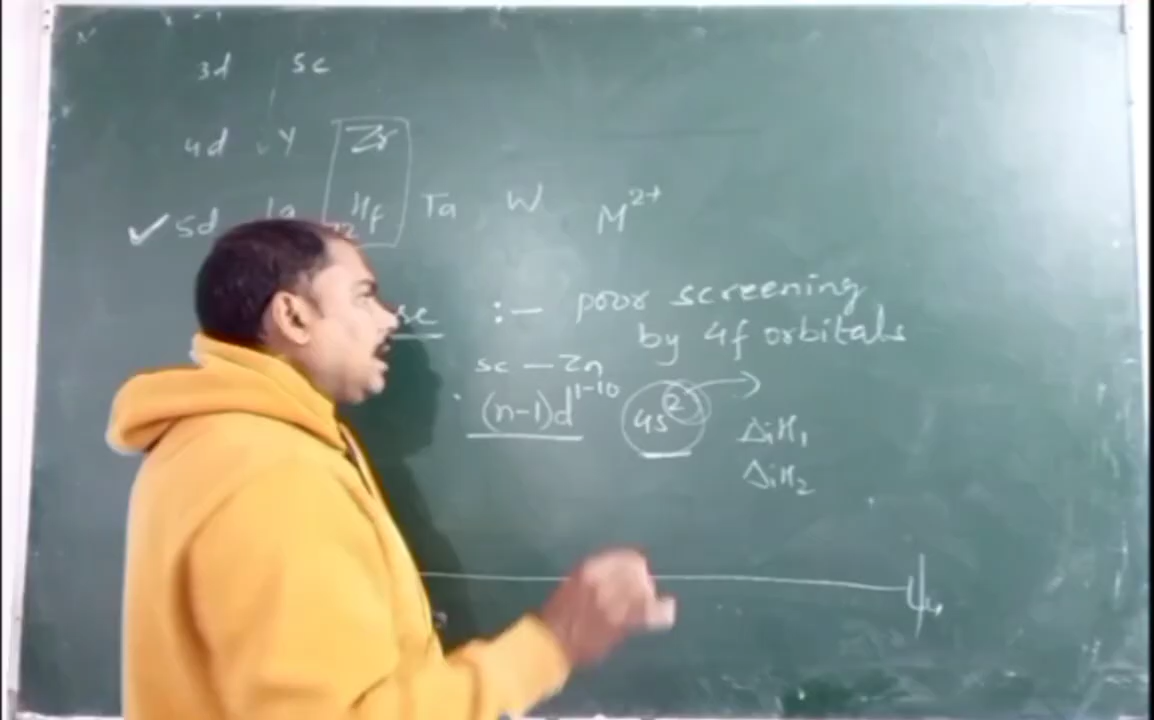 3d Sc
4d Y Zr
5d La Hf Ta W M²⁺
:– poor screening
by 4f orbitals
Sc – Zn
(n-1)d¹⁻¹⁰ 4s² →
ΔiH₁
ΔiH₂